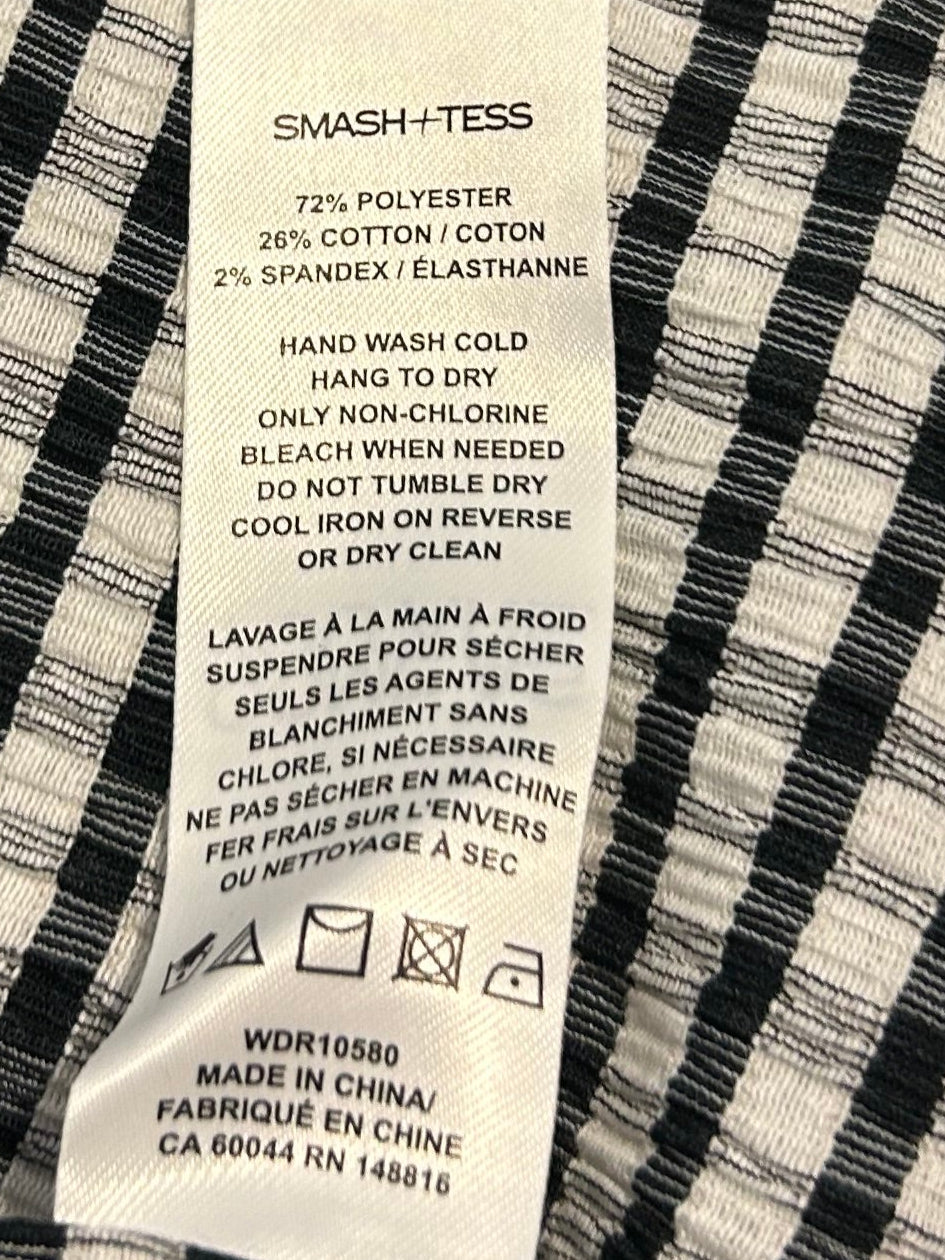 SMASH+TESS
72% POLYESTER
26% COTTON / COTON
2% SPANDEX / ÉLASTHANNE
HAND WASH COLD
HANG TO DRY
ONLY NON-CHLORINE
BLEACH WHEN NEEDED
DO NOT TUMBLE DRY
COOL IRON ON REVERSE
OR DRY CLEAN
LAVAGE À LA MAIN À FROID
SUSPENDRE POUR SÉCHER
SEULS LES AGENTS DE
BLANCHIMENT SANS
CHLORE, SI NÉCESSAIRE
NE PAS SÉCHER EN MACHINE
FER FRAIS SUR L'ENVERS
OU NETTOYAGE À SEC
WDR10580
MADE IN CHINA/
FABRIQUÉ EN CHINE
CA 60044 RN 148816